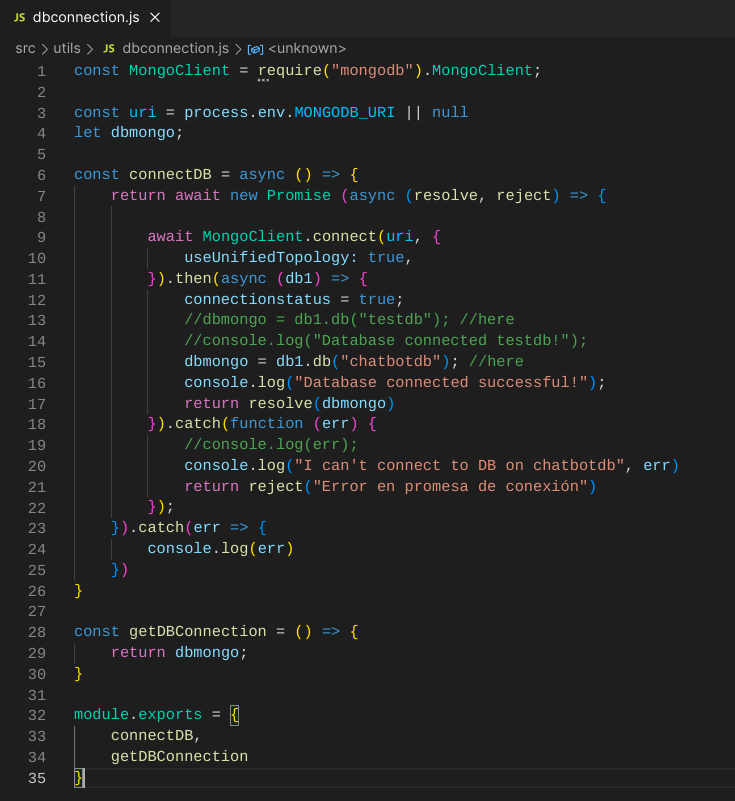 JS dbconnection.js ×
src > utils > JS dbconnection.js > <unknown>
1 const MongoClient = require("mongodb").MongoClient;
2
3 const uri = process.env.MONGODB_URI || null
4 let dbmongo;
5
6 const connectDB = async () => {
7     return await new Promise (async (resolve, reject) => {
8
9         await MongoClient.connect(uri, {
10             useUnifiedTopology: true,
11         }).then(async (db1) => {
12             connectionstatus = true;
13             //dbmongo = db1.db("testdb"); //here
14             //console.log("Database connected testdb!");
15             dbmongo = db1.db("chatbotdb"); //here
16             console.log("Database connected successful!");
17             return resolve(dbmongo)
18         }).catch(function (err) {
19             //console.log(err);
20             console.log("I can't connect to DB on chatbotdb", err)
21             return reject("Error en promesa de conexión")
22         });
23     }).catch(err => {
24         console.log(err)
25     })
26 }
27
28 const getDBConnection = () => {
29     return dbmongo;
30 }
31
32 module.exports = {
33     connectDB,
34     getDBConnection
35 }